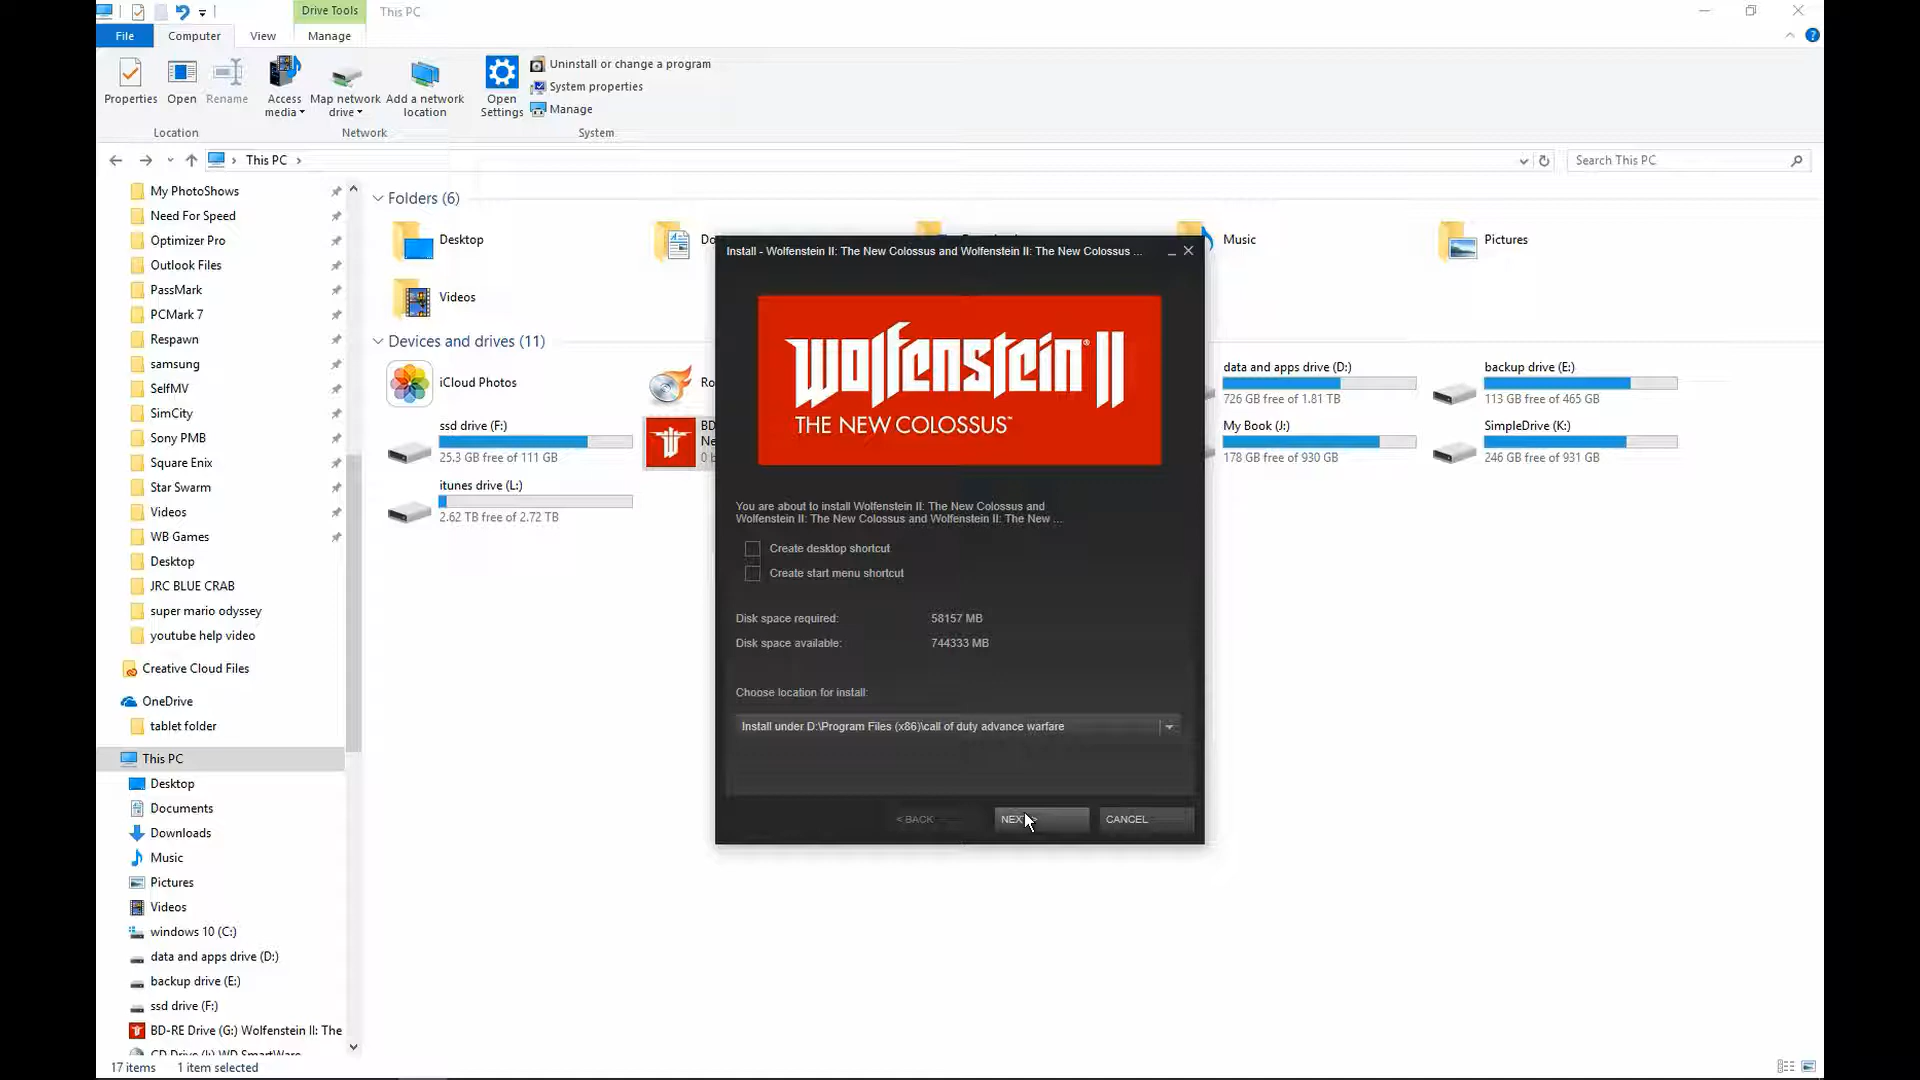 Drive Tools
This PC
File
Computer
View
Manage
Properties
Open
Rename
Access media
Map network drive
Add a network location
Open Settings
Uninstall or change a program
System properties
Manage
Location
Network
System
This PC
Search This PC
My PhotoShows
Need For Speed
Optimizer Pro
Outlook Files
PassMark
PCMark 7
Respawn
samsung
SelfMV
SimCity
Sony PMB
Square Enix
Star Swarm
Videos
WB Games
Desktop
JRC BLUE CRAB
super mario odyssey
youtube help video
Creative Cloud Files
OneDrive
tablet folder
This PC
Desktop
Documents
Downloads
Music
Pictures
Videos
windows 10 (C:)
data and apps drive (D:)
backup drive (E:)
ssd drive (F:)
BD-RE Drive (G:) Wolfenstein II: The
CD Drive (I:) WD SmartWare
17 items
1 item selected
Folders (6)
Desktop
Do
Music
Pictures
Videos
Devices and drives (11)
iCloud Photos
Ro
data and apps drive (D:)
726 GB free of 1.81 TB
backup drive (E:)
113 GB free of 465 GB
ssd drive (F:)
25.3 GB free of 111 GB
BD
Ne
0 b
My Book (J:)
178 GB free of 930 GB
SimpleDrive (K:)
246 GB free of 931 GB
itunes drive (L:)
2.62 TB free of 2.72 TB
Install - Wolfenstein II: The New Colossus and Wolfenstein II: The New Colossus ...
Wolfenstein® II
THE NEW COLOSSUS™
You are about to install Wolfenstein II: The New Colossus and
Wolfenstein II: The New Colossus and Wolfenstein II: The New ...
Create desktop shortcut
Create start menu shortcut
Disk space required: 58157 MB
Disk space available: 744333 MB
Choose location for install:
Install under D:\Program Files (x86)\call of duty advance warfare
< BACK
NEXT >
CANCEL